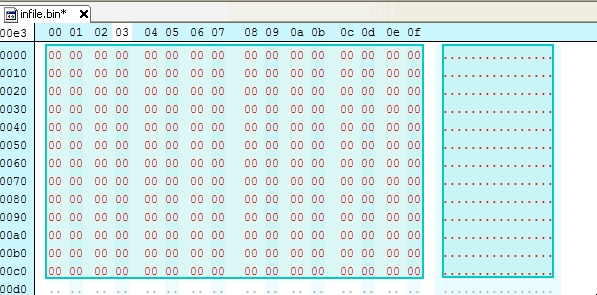 infile.bin*
00e3 00 01 02 03 04 05 06 07 08 09 0a 0b 0c 0d 0e 0f
0000 00 00 00 00 00 00 00 00 00 00 00 00 00 00 00 00 ................
0010 00 00 00 00 00 00 00 00 00 00 00 00 00 00 00 00 ................
0020 00 00 00 00 00 00 00 00 00 00 00 00 00 00 00 00 ................
0030 00 00 00 00 00 00 00 00 00 00 00 00 00 00 00 00 ................
0040 00 00 00 00 00 00 00 00 00 00 00 00 00 00 00 00 ................
0050 00 00 00 00 00 00 00 00 00 00 00 00 00 00 00 00 ................
0060 00 00 00 00 00 00 00 00 00 00 00 00 00 00 00 00 ................
0070 00 00 00 00 00 00 00 00 00 00 00 00 00 00 00 00 ................
0080 00 00 00 00 00 00 00 00 00 00 00 00 00 00 00 00 ................
0090 00 00 00 00 00 00 00 00 00 00 00 00 00 00 00 00 ................
00a0 00 00 00 00 00 00 00 00 00 00 00 00 00 00 00 00 ................
00b0 00 00 00 00 00 00 00 00 00 00 00 00 00 00 00 00 ................
00c0 00 00 00 00 00 00 00 00 00 00 00 00 00 00 00 00 ................
00d0 .. .. .. .. .. .. .. .. .. .. .. .. .. .. .. .. ................